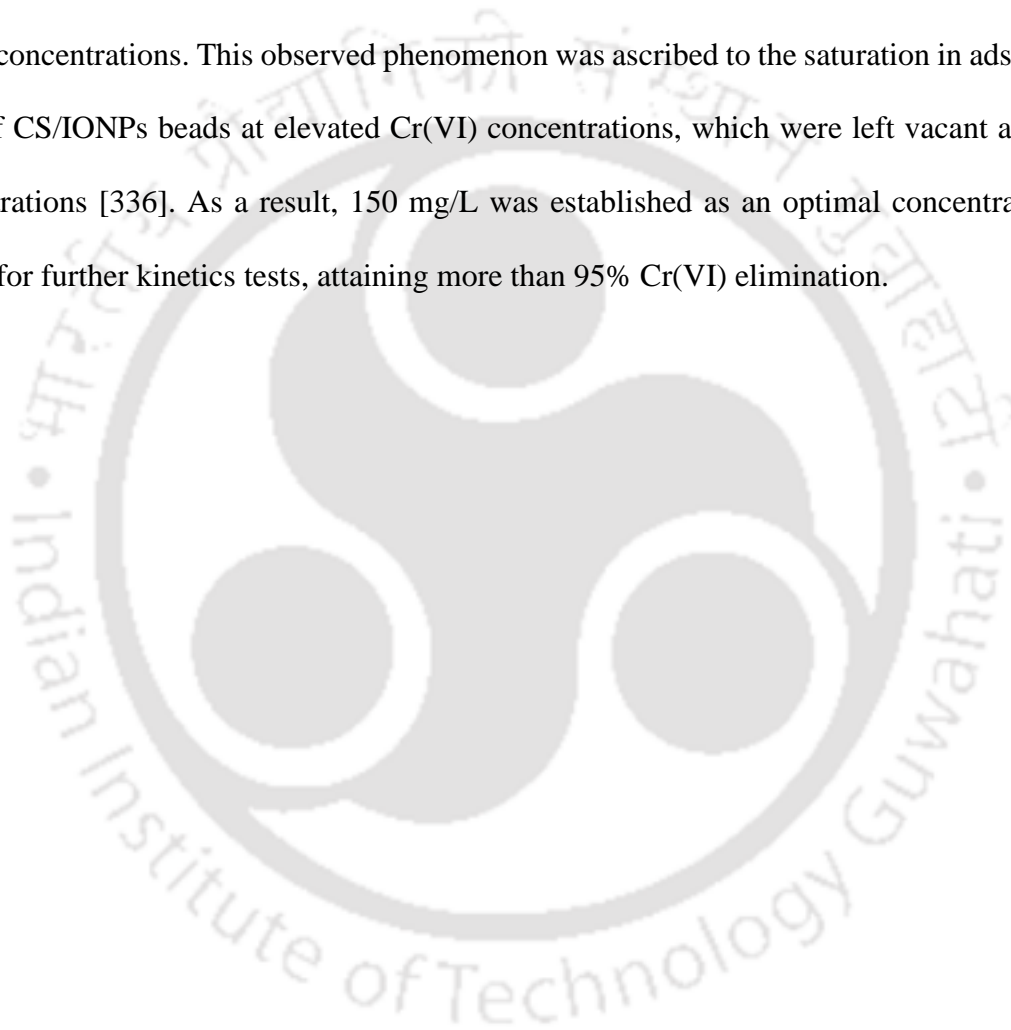 concentrations. This observed phenomenon was ascribed to the saturation in ads
f CS/IONPs beads at elevated Cr(VI) concentrations, which were left vacant a
rations [336]. As a result, 150 mg/L was established as an optimal concentra
for further kinetics tests, attaining more than 95% Cr(VI) elimination.
भारतीय प्रौद्योगिकी संस्थान गुवाहाटी
Indian Institute of Technology Guwahati